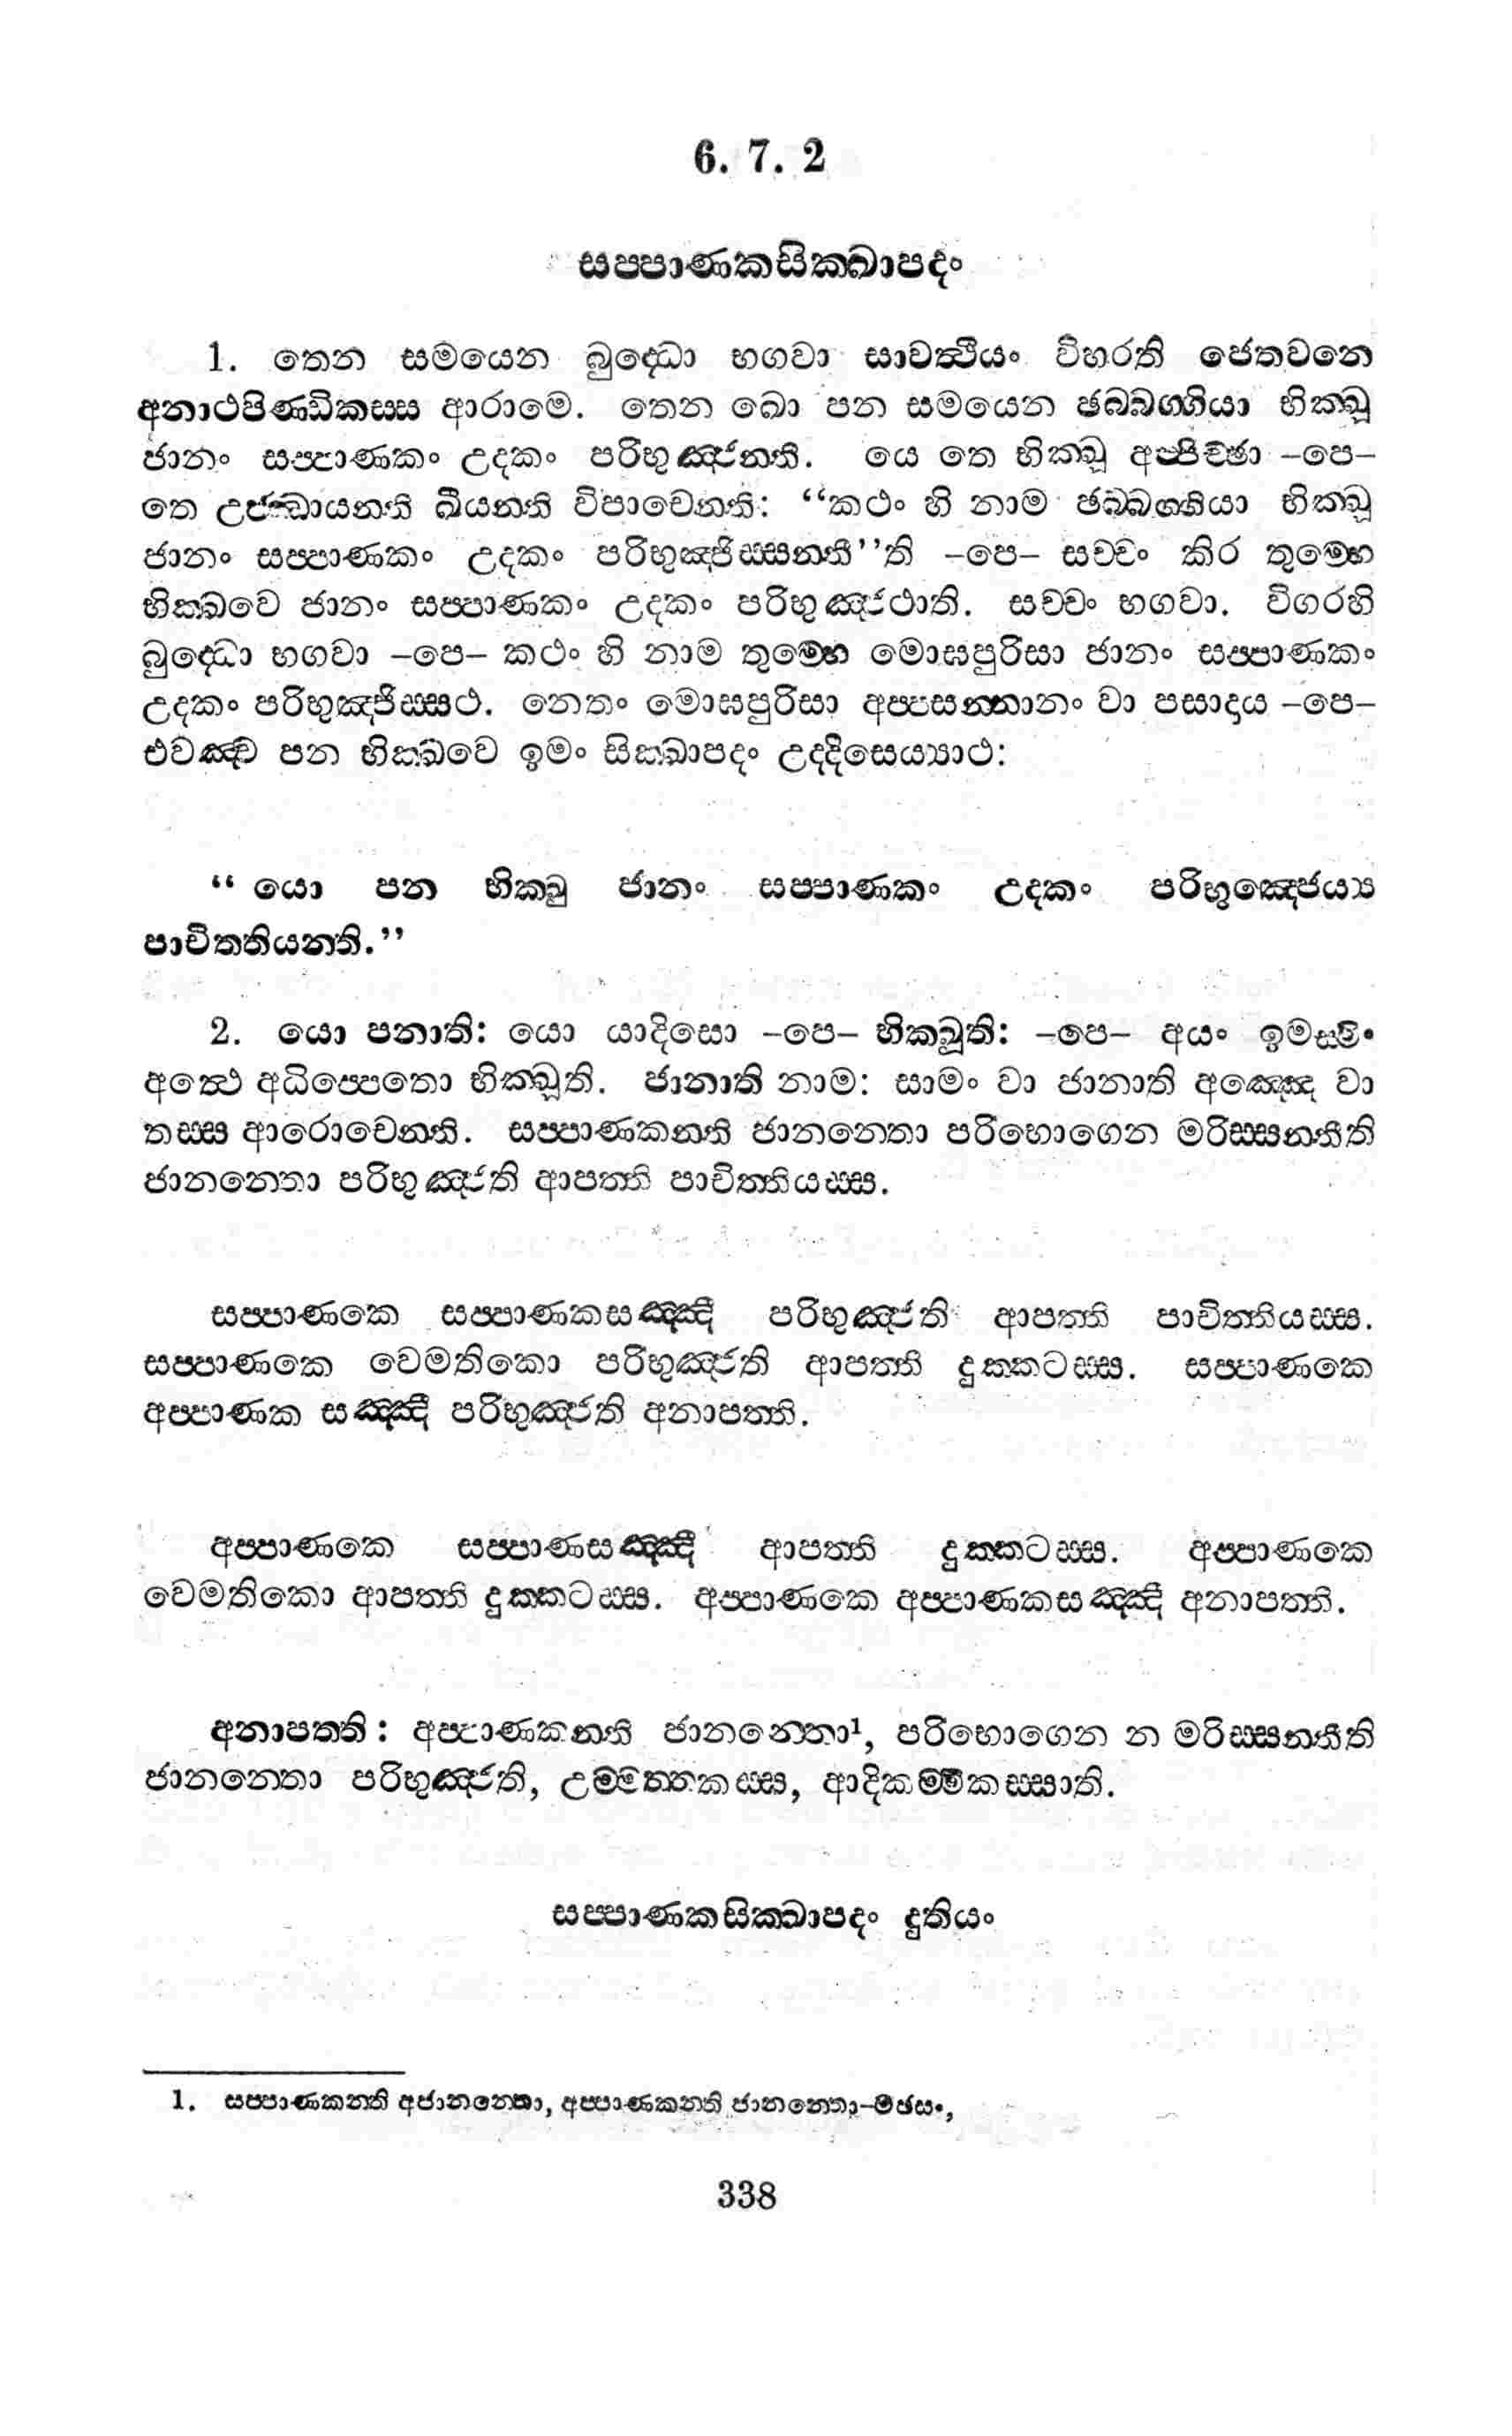 6. 7. 2
සප්පාණකසික්ඛාපදං
1. තෙන සමයෙන බුද්ධො භගවා සාවත්ථියං විහරති ජෙතවනෙ
අනාථපිණ්ඩිකස්ස ආරාමෙ. තෙන ඛො පන සමයෙන ඡබ්බග්ගියා භික්ඛූ
ජානං සප්පාණකං උදකං පරිභුඤ්ජන්ති. යෙ තෙ භික්ඛූ අප්පිච්ඡා –පෙ–
තෙ උජ්ඣායන්ති ඛීයන්ති විපාචෙන්ති: “කථං හි නාම ඡබ්බග්ගියා භික්ඛූ
ජානං සප්පාණකං උදකං පරිභුඤ්ජිස්සන්තී’’ති –පෙ– සච්චං කිර තුම්හෙ
භික්ඛවෙ ජානං සප්පාණකං උදකං පරිභුඤ්ජථාති. සච්චං භගවා. විගරහි
බුද්ධො භගවා –පෙ– කථං හි නාම තුම්හෙ මොඝපුරිසා ජානං සප්පාණකං
උදකං පරිභුඤ්ජිස්සථ. නෙතං මොඝපුරිසා අප්පසන්නානං වා පසාදාය –පෙ–
එවඤ්ච පන භික්ඛවෙ ඉමං සික්ඛාපදං උද්දිසෙය්‍යාථ:
“ යො පන භික්ඛු ජානං සප්පාණකං උදකං පරිභුඤ්ජෙය්‍ය
පාචිත්තියන්ති.”
2. යො පනාති: යො යාදිසො –පෙ– භික්ඛූති: –පෙ– අයං ඉමස්මිං
අත්ථෙ අධිප්පෙතො භික්ඛූති. ජානාති නාම: සාමං වා ජානාති අඤ්ඤෙ වා
තස්ස ආරොචෙන්ති. සප්පාණකන්ති ජානන්තො පරිභොගෙන මරිස්සන්තීති
ජානන්තො පරිභුඤ්ජති ආපත්ති පාචිත්තියස්ස.
සප්පාණකෙ සප්පාණකසඤ්ඤී පරිභුඤ්ජති ආපත්ති පාචිත්තියස්ස.
සප්පාණකෙ වෙමතිකො පරිභුඤ්ජති ආපත්ති දුක්කටස්ස. සප්පාණකෙ
අප්පාණක සඤ්ඤී පරිභුඤ්ජති අනාපත්ති.
අප්පාණකෙ සප්පාණසඤ්ඤී ආපත්ති දුක්කටස්ස. අප්පාණකෙ
වෙමතිකො ආපත්ති දුක්කටස්ස. අප්පාණකෙ අප්පාණකසඤ්ඤී අනාපත්ති.
අනාපත්ති: අප්පාණකන්ති ජානන්තො¹, පරිභොගෙන න මරිස්සන්තීති
ජානන්තො පරිභුඤ්ජති, උම්මත්තකස්ස, ආදිකම්මිකස්සාති.
සප්පාණකසික්ඛාපදං දුතියං
1. සප්පාණකන්ති අජානන්තො, අප්පාණකන්ති ජානන්තො–මඡසං,
338